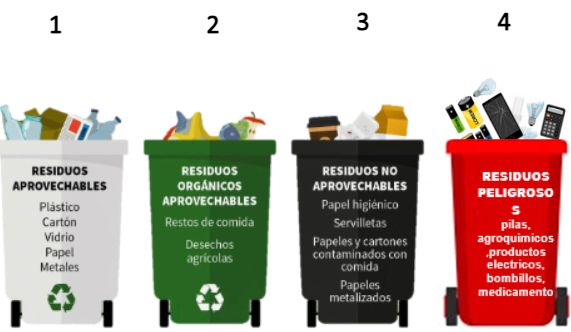 1
2
3
4
RESIDUOS
APROVECHABLES
Plástico
Cartón
Vidrio
Papel
Metales
RESIDUOS
ORGÁNICOS
APROVECHABLES
Restos de comida
Desechos
agrícolas
RESIDUOS NO
APROVECHABLES
Papel higiénico
Servilletas
Papeles y cartones
contaminados con
comida
Papeles
metalizados
RESIDUOS
PELIGROSO
S
pilas,
agroquimicos
,productos
electricos,
bombillos,
medicamento